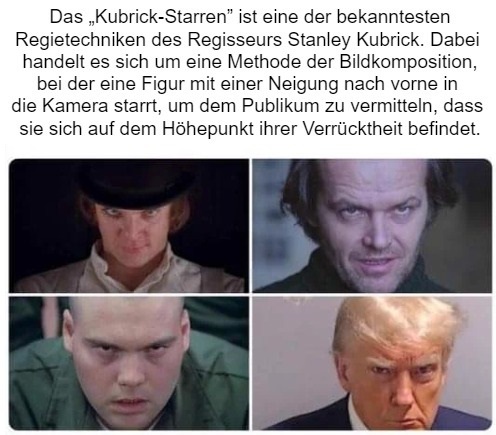 Das „Kubrick-Starren” ist eine der bekanntesten
Regietechniken des Regisseurs Stanley Kubrick. Dabei
handelt es sich um eine Methode der Bildkomposition,
bei der eine Figur mit einer Neigung nach vorne in
die Kamera starrt, um dem Publikum zu vermitteln, dass
sie sich auf dem Höhepunkt ihrer Verrücktheit befindet.